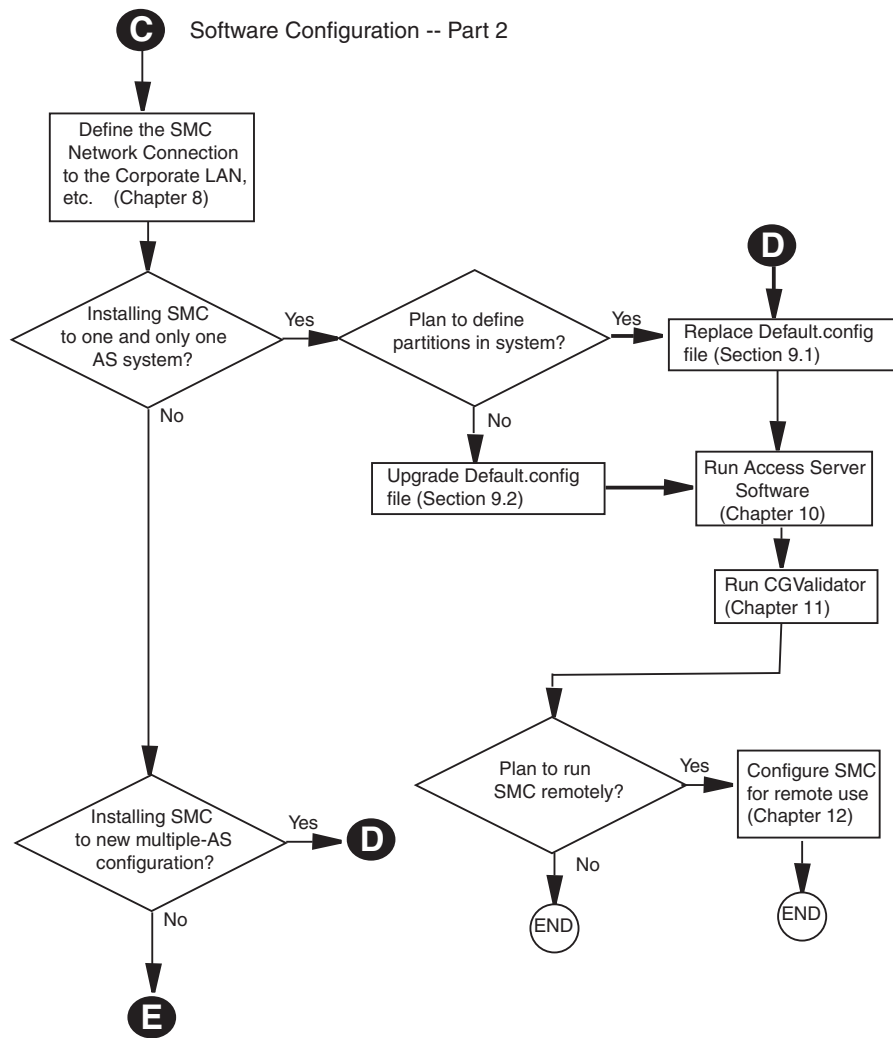 C
Software Configuration -- Part 2
Define the SMC
Network Connection
to the Corporate LAN,
etc. (Chapter 8)
Installing SMC
to one and only one
AS system?
Yes
No
Plan to define
partitions in system?
Yes
No
D
Replace Default.config
file (Section 9.1)
Upgrade Default.config
file (Section 9.2)
Run Access Server
Software
(Chapter 10)
Run CGValidator
(Chapter 11)
Plan to run
SMC remotely?
Yes
No
Configure SMC
for remote use
(Chapter 12)
END
END
Installing SMC
to new multiple-AS
configuration?
Yes
D
No
E